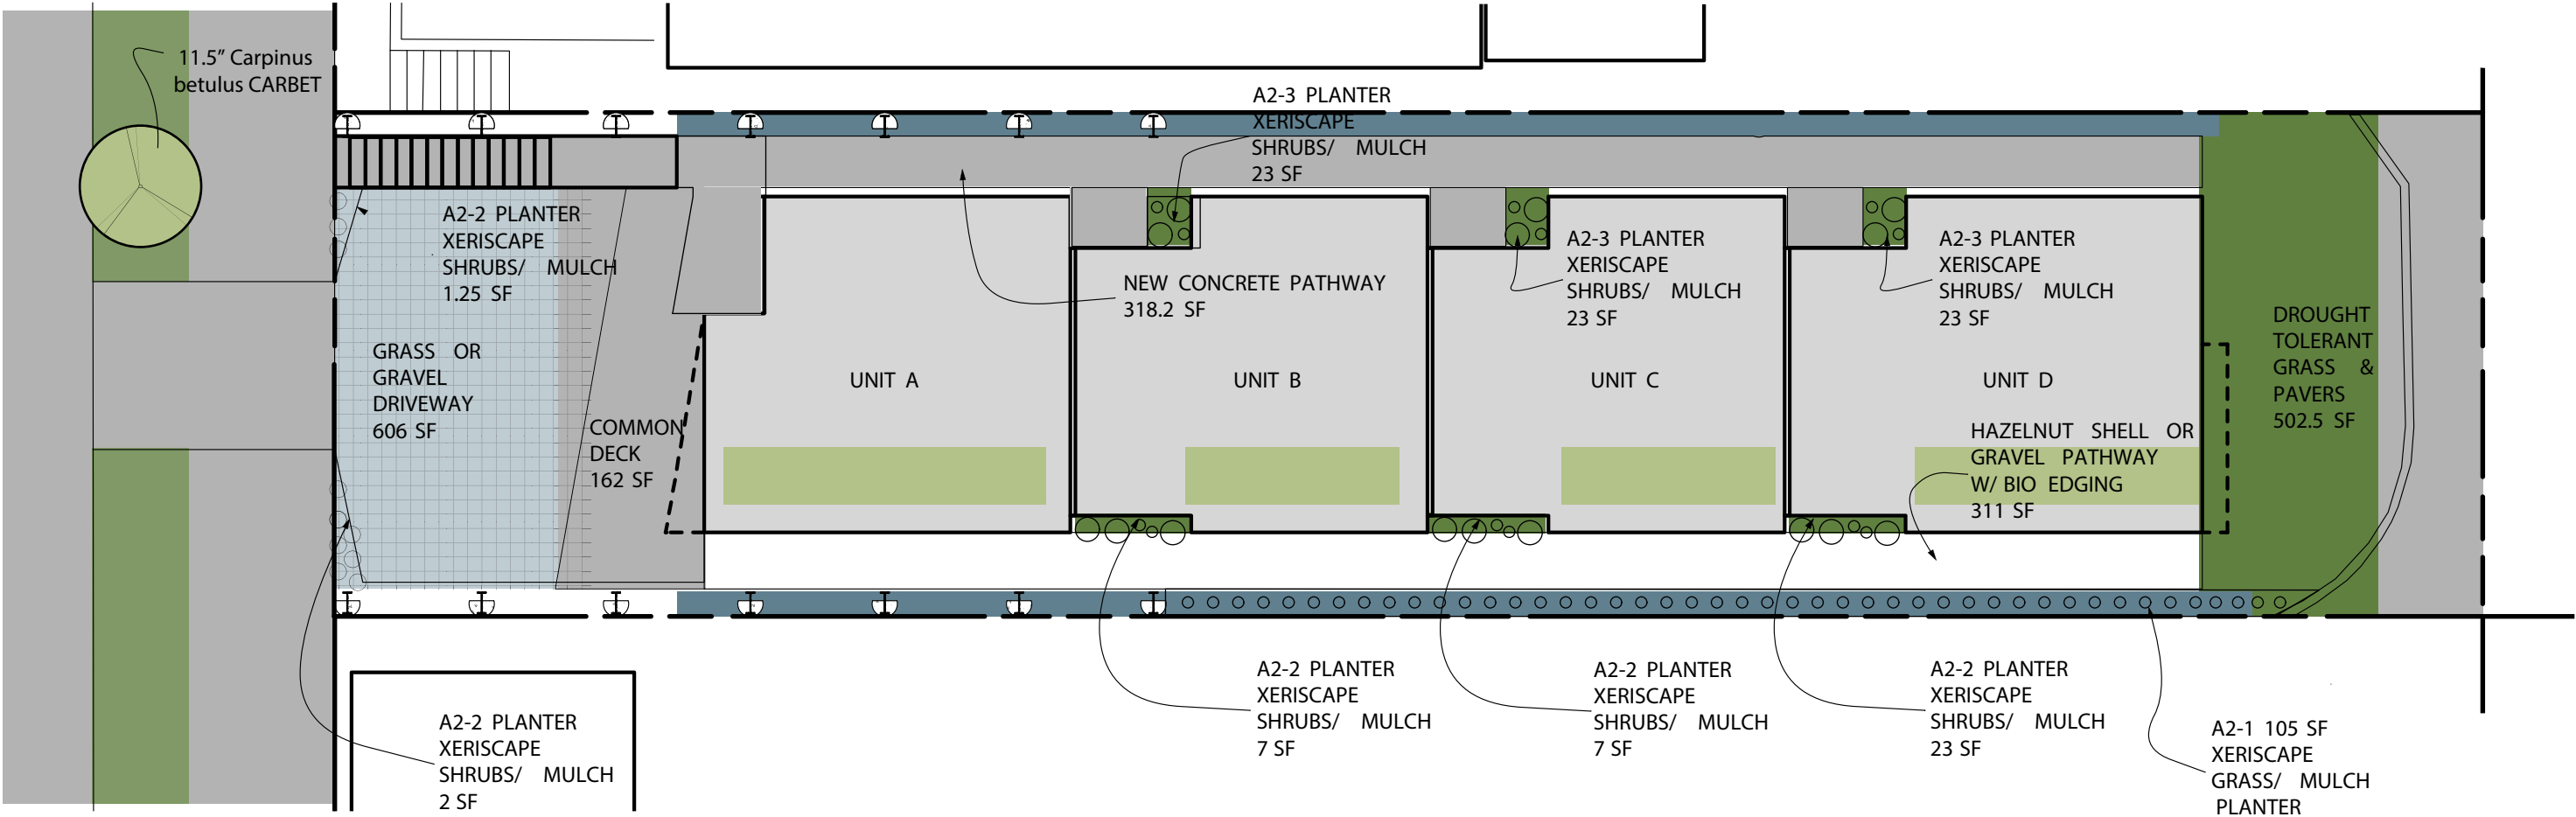 11.5” Carpinus
betulus CARBET
A2-3 PLANTER
XERISCAPE
SHRUBS/ MULCH
23 SF
A2-2 PLANTER
XERISCAPE
SHRUBS/ MULCH
1.25 SF
GRASS OR
GRAVEL
DRIVEWAY
606 SF
COMMON
DECK
162 SF
UNIT A
NEW CONCRETE PATHWAY
318.2 SF
UNIT B
A2-3 PLANTER
XERISCAPE
SHRUBS/ MULCH
23 SF
UNIT C
A2-3 PLANTER
XERISCAPE
SHRUBS/ MULCH
23 SF
UNIT D
HAZELNUT SHELL OR
GRAVEL PATHWAY
W/ BIO EDGING
311 SF
DROUGHT
TOLERANT
GRASS &
PAVERS
502.5 SF
A2-2 PLANTER
XERISCAPE
SHRUBS/ MULCH
2 SF
A2-2 PLANTER
XERISCAPE
SHRUBS/ MULCH
7 SF
A2-2 PLANTER
XERISCAPE
SHRUBS/ MULCH
7 SF
A2-2 PLANTER
XERISCAPE
SHRUBS/ MULCH
23 SF
A2-1 105 SF
XERISCAPE
GRASS/ MULCH
PLANTER